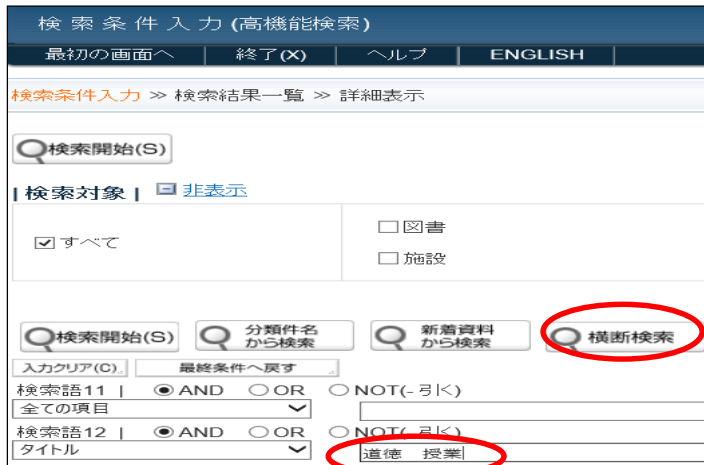 検索条件入力(高機能検索)
最初の画面へ 終了(X) ヘルプ ENGLISH
検索条件入力 ≫ 検索結果一覧 ≫ 詳細表示
検索開始(S)
|検索対象| 非表示
すべて
図書
施設
検索開始(S) 分類件名から検索 新着資料から検索 横断検索
入力クリア(C) 最終条件へ戻す
検索語11 | AND OR NOT(-引く)
全ての項目
検索語12 | AND OR NOT(-引く)
タイトル 道徳 授業